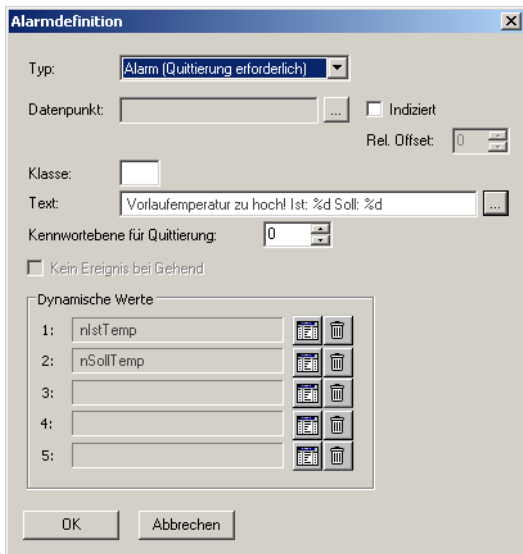 Alarmdefinition
Typ: Alarm (Quittierung erforderlich)
Datenpunkt: ... Indiziert
Rel. Offset: 0
Klasse:
Text: Vorlauftemperatur zu hoch! Ist: %d Soll: %d ...
Kennwortebene für Quittierung: 0
Kein Ereignis bei Gehend
Dynamische Werte
1: nIstTemp
2: nSollTemp
3:
4:
5:
OK Abbrechen